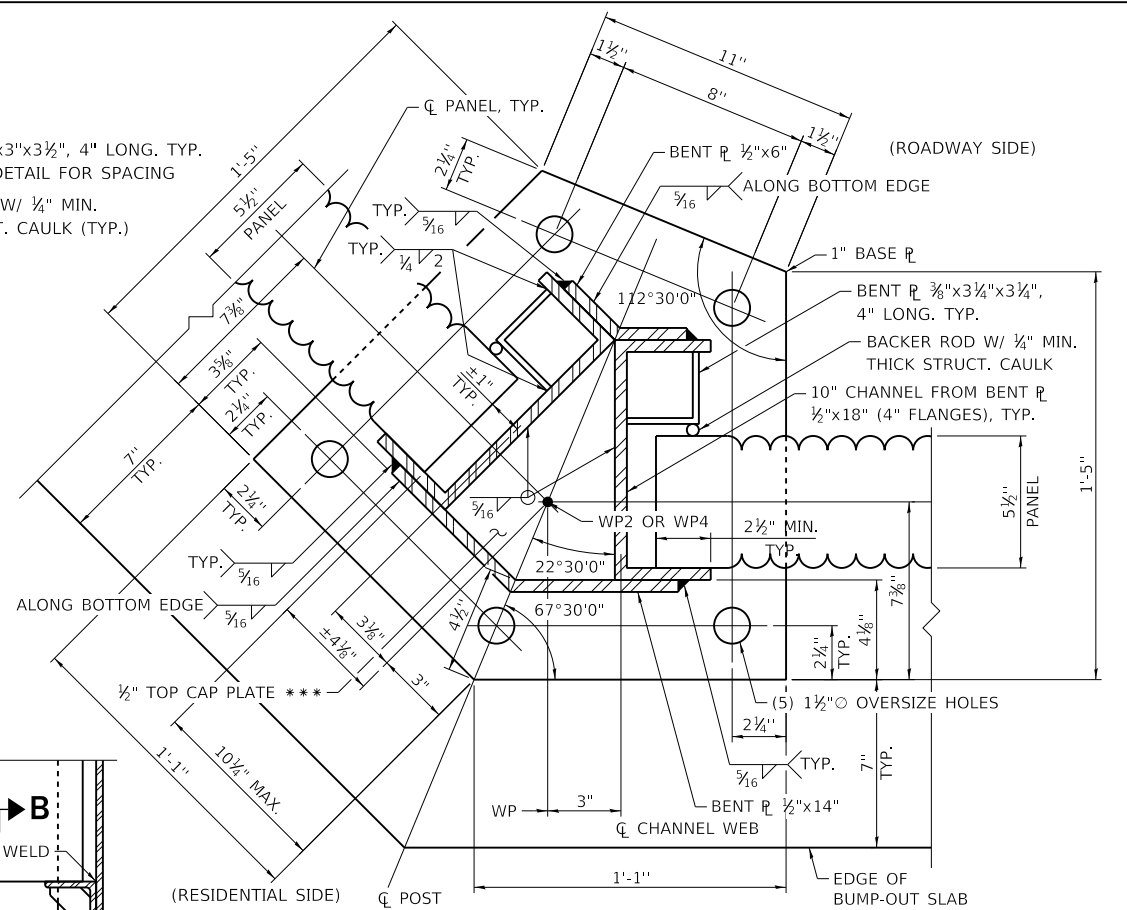 x3"x3½", 4" LONG. TYP.
DETAIL FOR SPACING
W/ ¼" MIN.
T. CAULK (TYP.)
1'-5"
5½"
PANEL
7⅜"
3⅝"
TYP.
2¼"
TYP.
7"
TYP.
2¼"
TYP.
℄ PANEL, TYP.
2¼"
TYP.
TYP.
5/16
TYP.
¼ 2
1½"
11"
8"
1½"
BENT ℄ ½"x6"
ALONG BOTTOM EDGE
5/16
(ROADWAY SIDE)
1" BASE ℄
112°30'0"
BENT ℄ ⅜"x3¼"x3¼",
4" LONG. TYP.
BACKER ROD W/ ¼" MIN.
THICK STRUCT. CAULK
10" CHANNEL FROM BENT ℄
½"x18" (4" FLANGES), TYP.
±1"
TYP.
5/16
WP2 OR WP4
2½" MIN.
TYP.
5½"
PANEL
1'-5"
22°30'0"
67°30'0"
7⅜"
4⅛"
2¼"
TYP.
TYP.
5/16
ALONG BOTTOM EDGE
5/16
4½"
3⅛"
±4⅛"
3"
½" TOP CAP PLATE ***
1'-1"
10¼" MAX.
(5) 1½"∅ OVERSIZE HOLES
2¼"
TYP.
5/16
7"
TYP.
BENT ℄ ½"x14"
WP
3"
℄ CHANNEL WEB
B
WELD
1'-1"
(RESIDENTIAL SIDE)
℄ POST
EDGE OF
BUMP-OUT SLAB